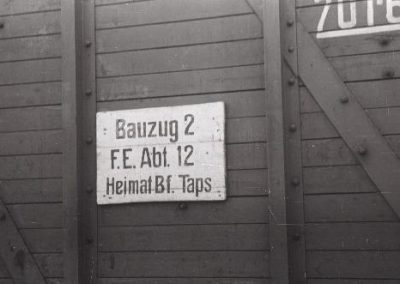 Bauzug 2
F.E. Abt. 12
Heimat Bf. Taps